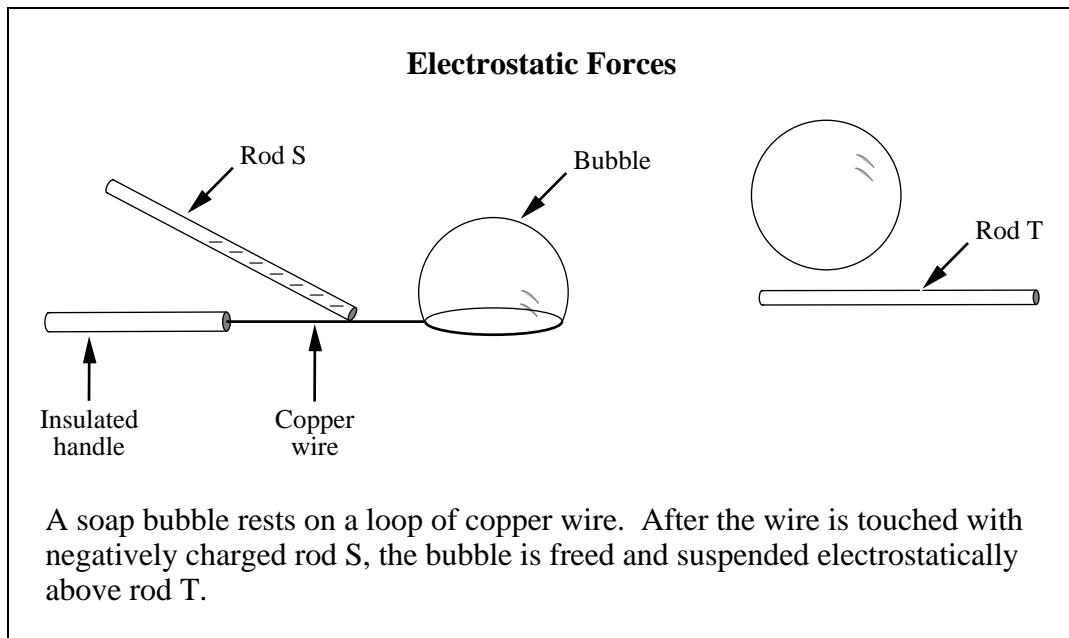 Electrostatic Forces
Rod S
Bubble
Rod T
Insulated
handle
Copper
wire
A soap bubble rests on a loop of copper wire. After the wire is touched with
negatively charged rod S, the bubble is freed and suspended electrostatically
above rod T.